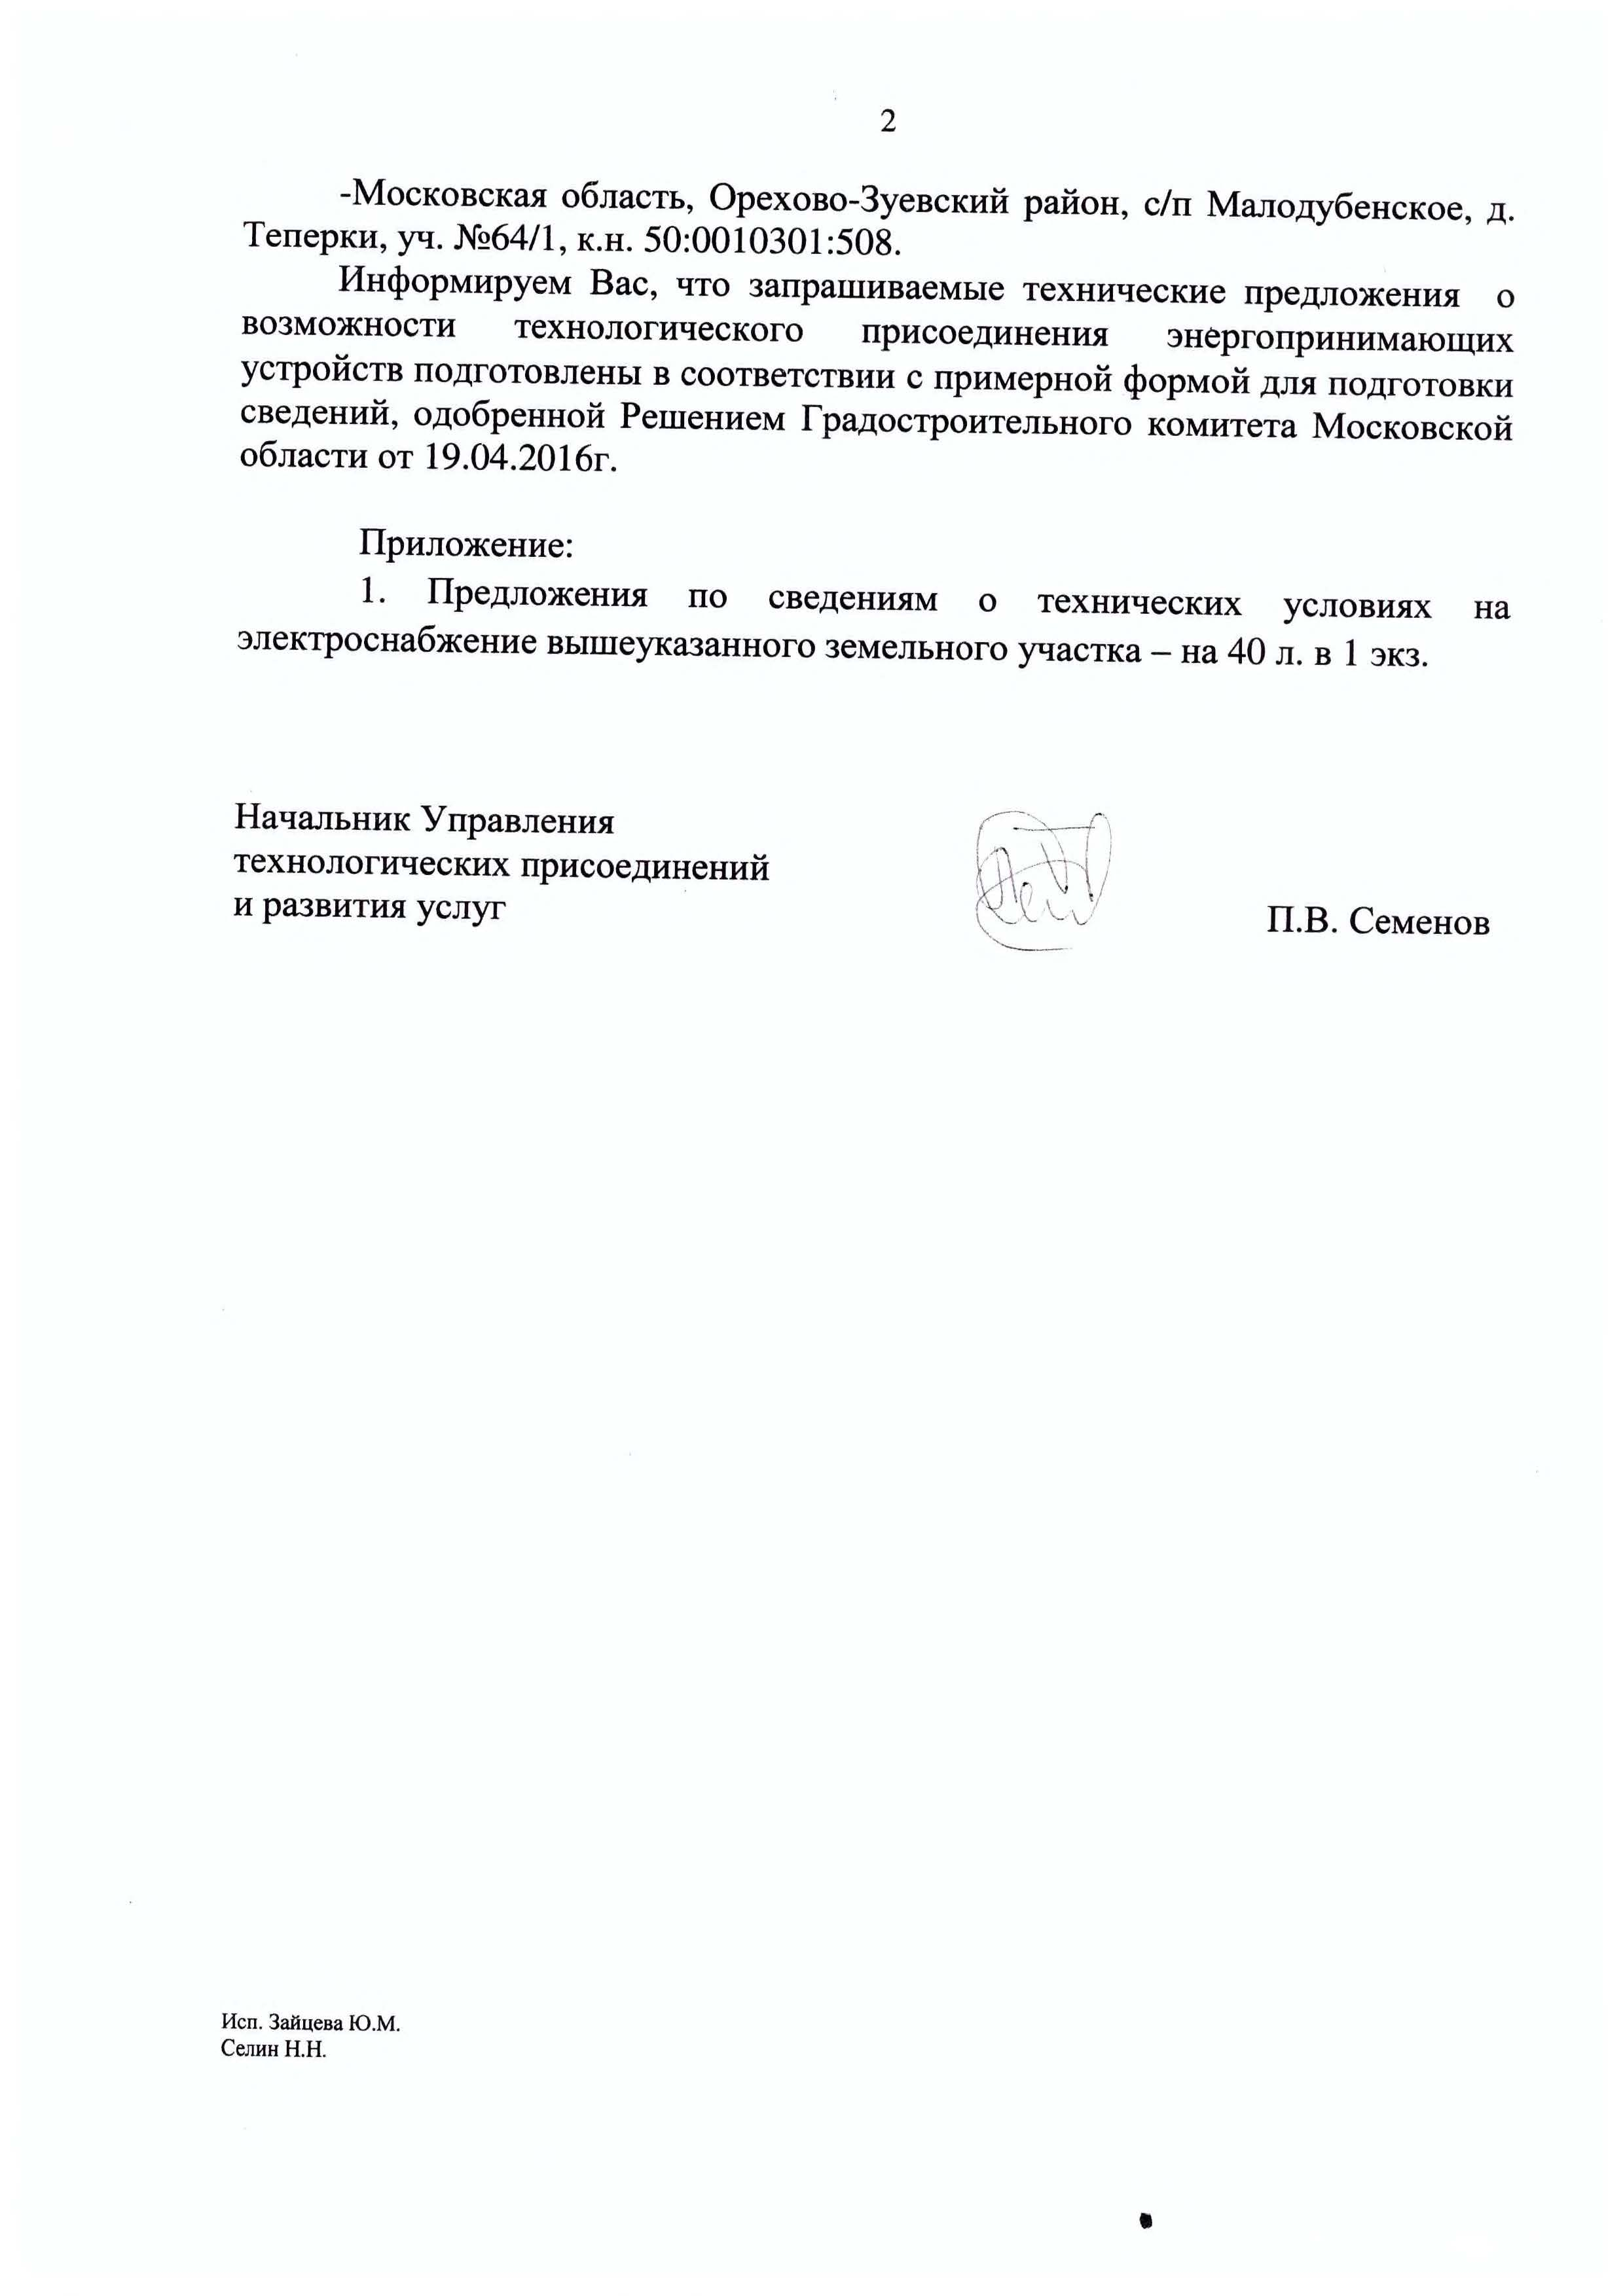 2
-Московская область, Орехово-Зуевский район, с/п Малодубенское, д.
Теперки, уч. №64/1, к.н. 50:0010301:508.
Информируем Вас, что запрашиваемые технические предложения о
возможности технологического присоединения энергопринимающих
устройств подготовлены в соответствии с примерной формой для подготовки
сведений, одобренной Решением Градостроительного комитета Московской
области от 19.04.2016г.
Приложение:
1. Предложения по сведениям о технических условиях на
электроснабжение вышеуказанного земельного участка – на 40 л. в 1 экз.
Начальник Управления
технологических присоединений
и развития услуг
П.В. Семенов
Исп. Зайцева Ю.М.
Селин Н.Н.